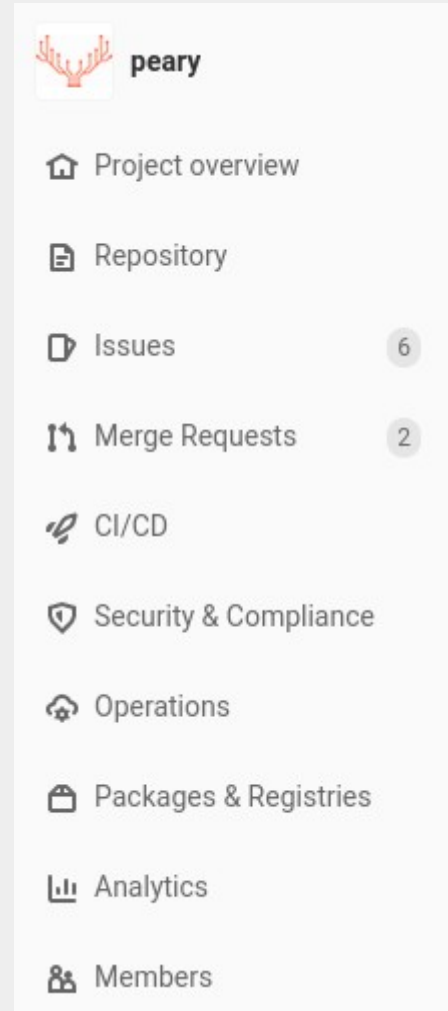 peary
Project overview
Repository
Issues 6
Merge Requests 2
CI/CD
Security & Compliance
Operations
Packages & Registries
Analytics
Members